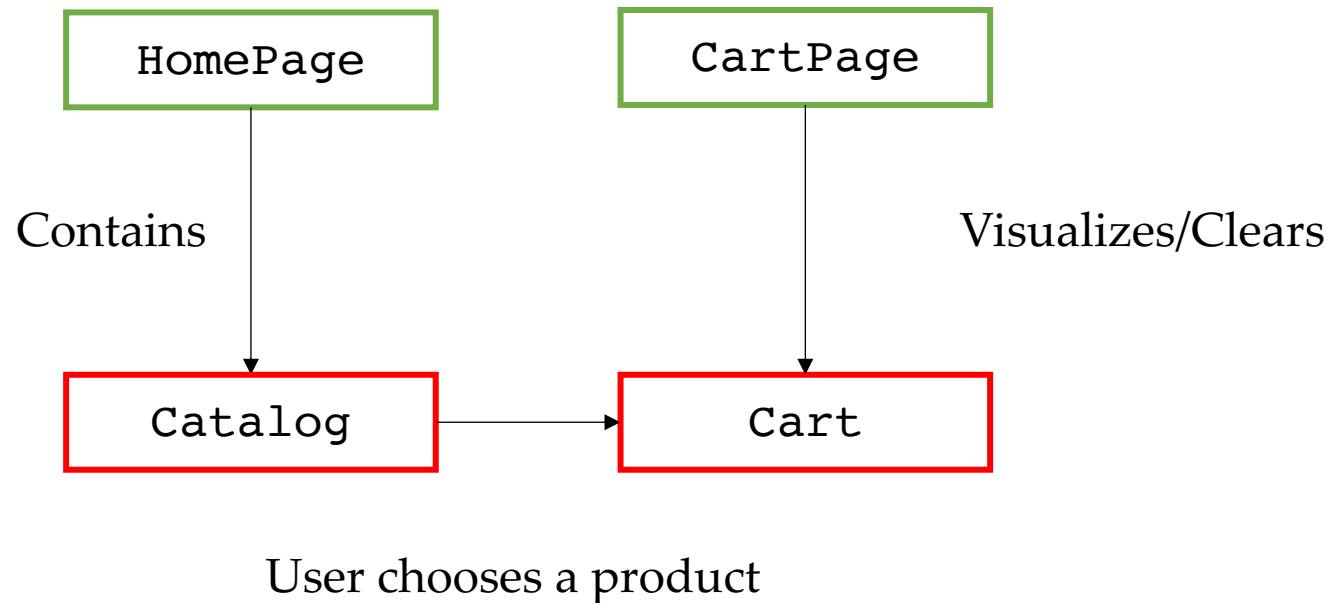 HomePage
CartPage
Contains
Visualizes/Clears
Catalog
Cart
User chooses a product